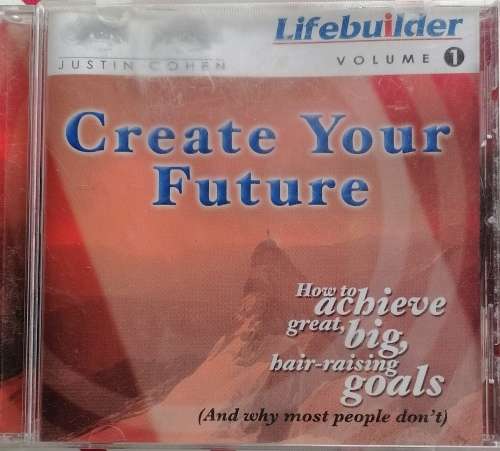 Lifebuilder
JUSTIN COHEN
VOLUME 1
Create Your
Future
How to
achieve
great, big,
hair-raising
goals
(And why most people don't)